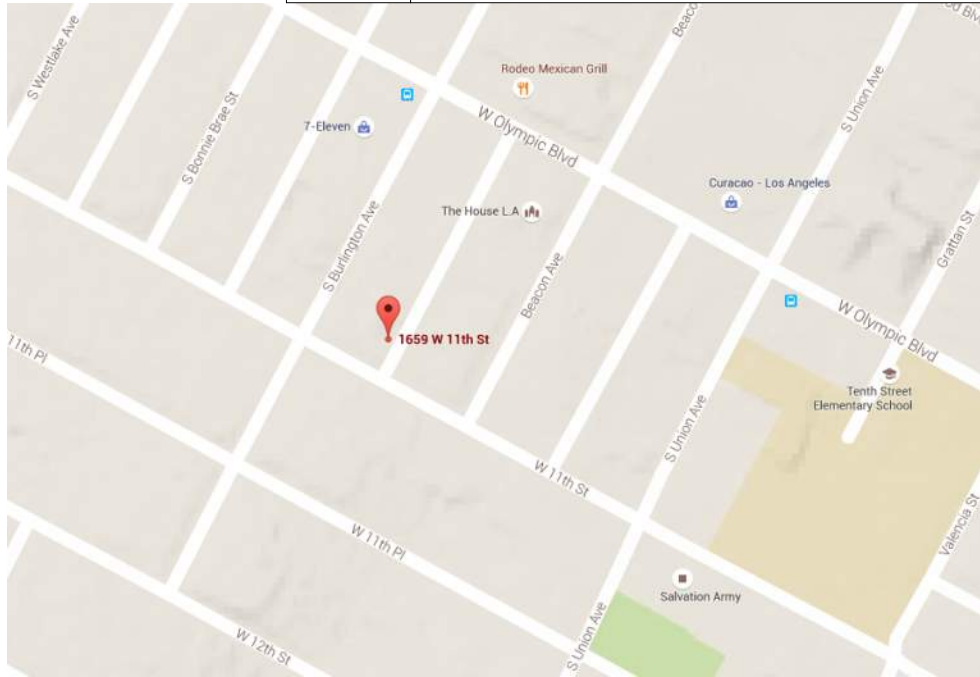 S Westlake Ave
S Bonnie Brae St
7-Eleven
S Burlington Ave
Rodeo Mexican Grill
W Olympic Blvd
Beaco
S Union Ave
Curacao - Los Angeles
The House L.A
Beacon Ave
Grattan St
1659 W 11th St
W Olympic Blvd
Tenth Street
Elementary School
11th Pl
S Union Ave
W 11th St
W 11th Pl
Valencia St
Salvation Army
S Union Ave
W 12th St